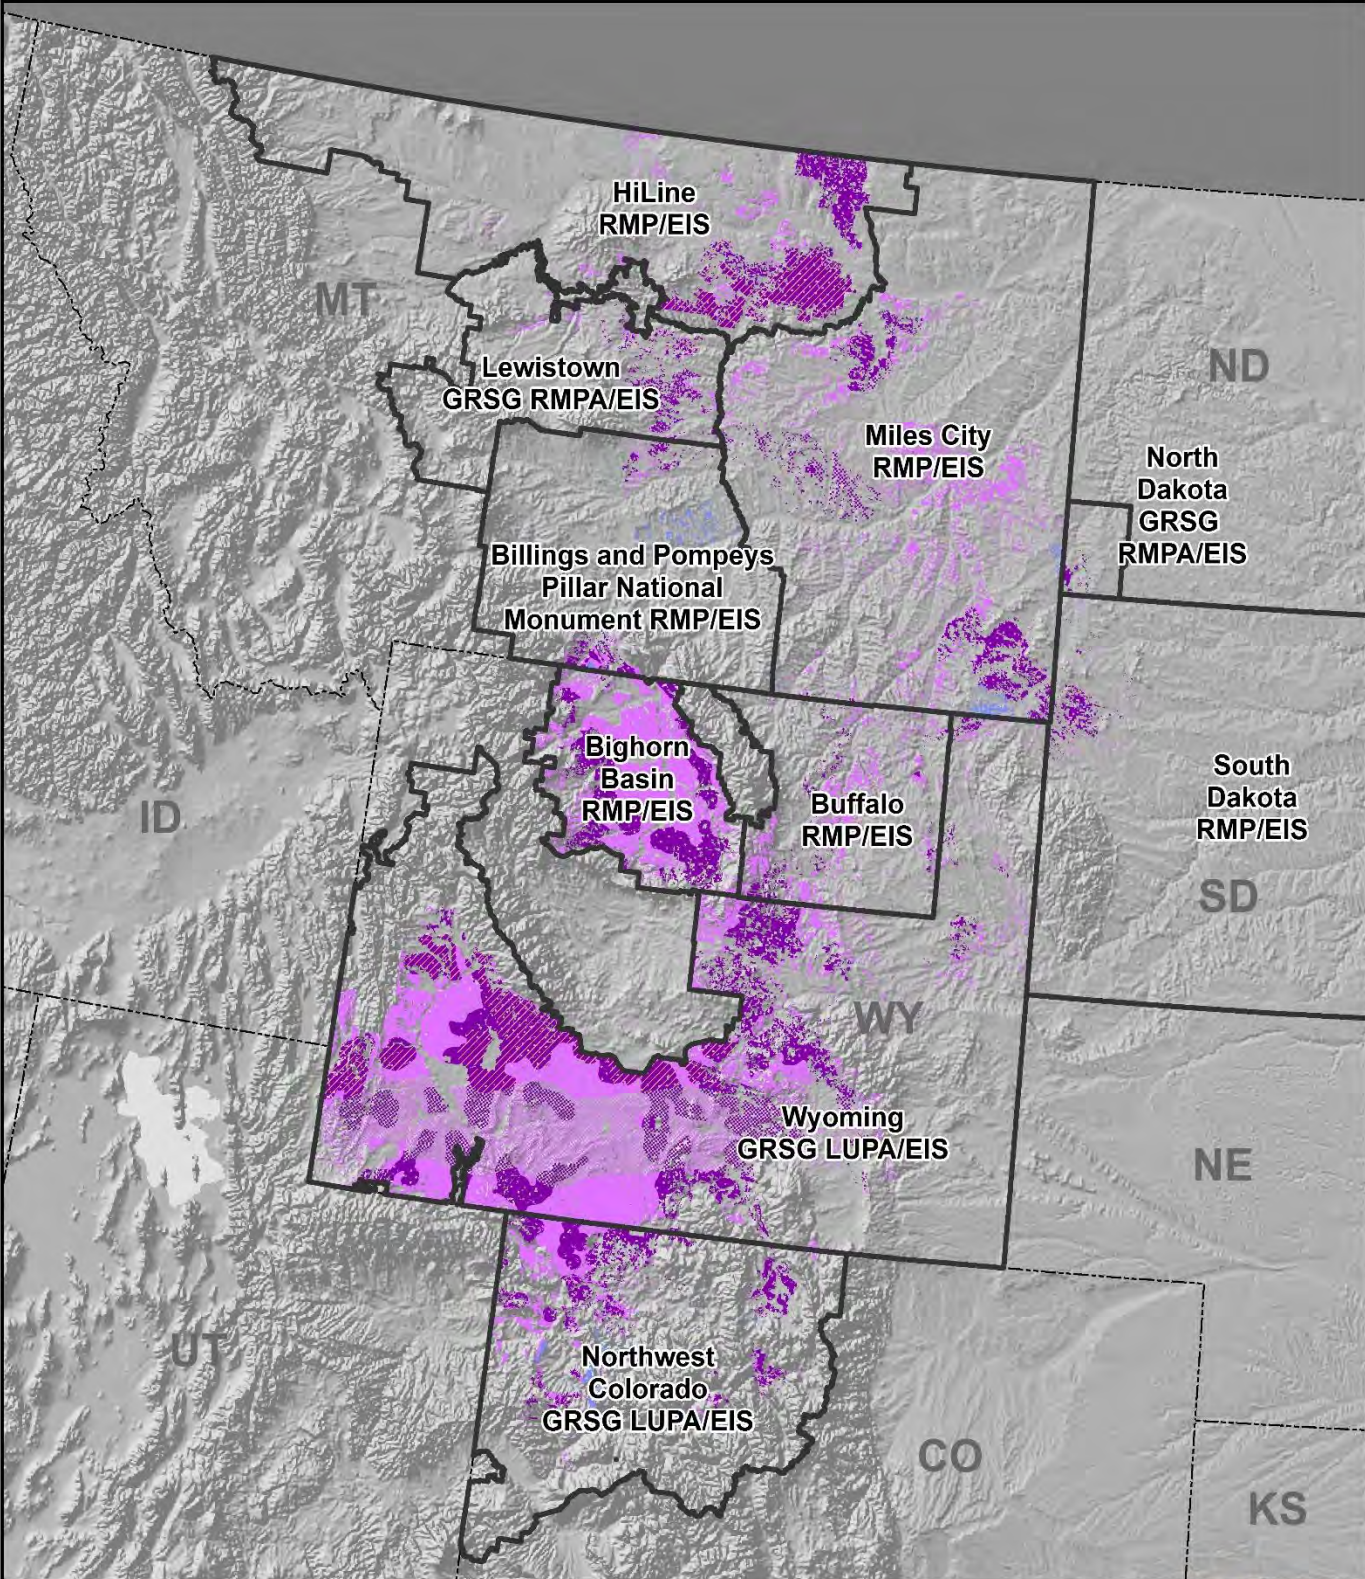 HiLine
RMP/EIS
MT
Lewistown
GRSG RMPA/EIS
ND
Miles City
RMP/EIS
North
Dakota
GRSG
RMPA/EIS
Billings and Pompeys
Pillar National
Monument RMP/EIS
Bighorn
Basin
RMP/EIS
Buffalo
RMP/EIS
South
Dakota
RMP/EIS
ID
SD
WY
Wyoming
GRSG LUPA/EIS
NE
UT
Northwest
Colorado
GRSG LUPA/EIS
CO
KS